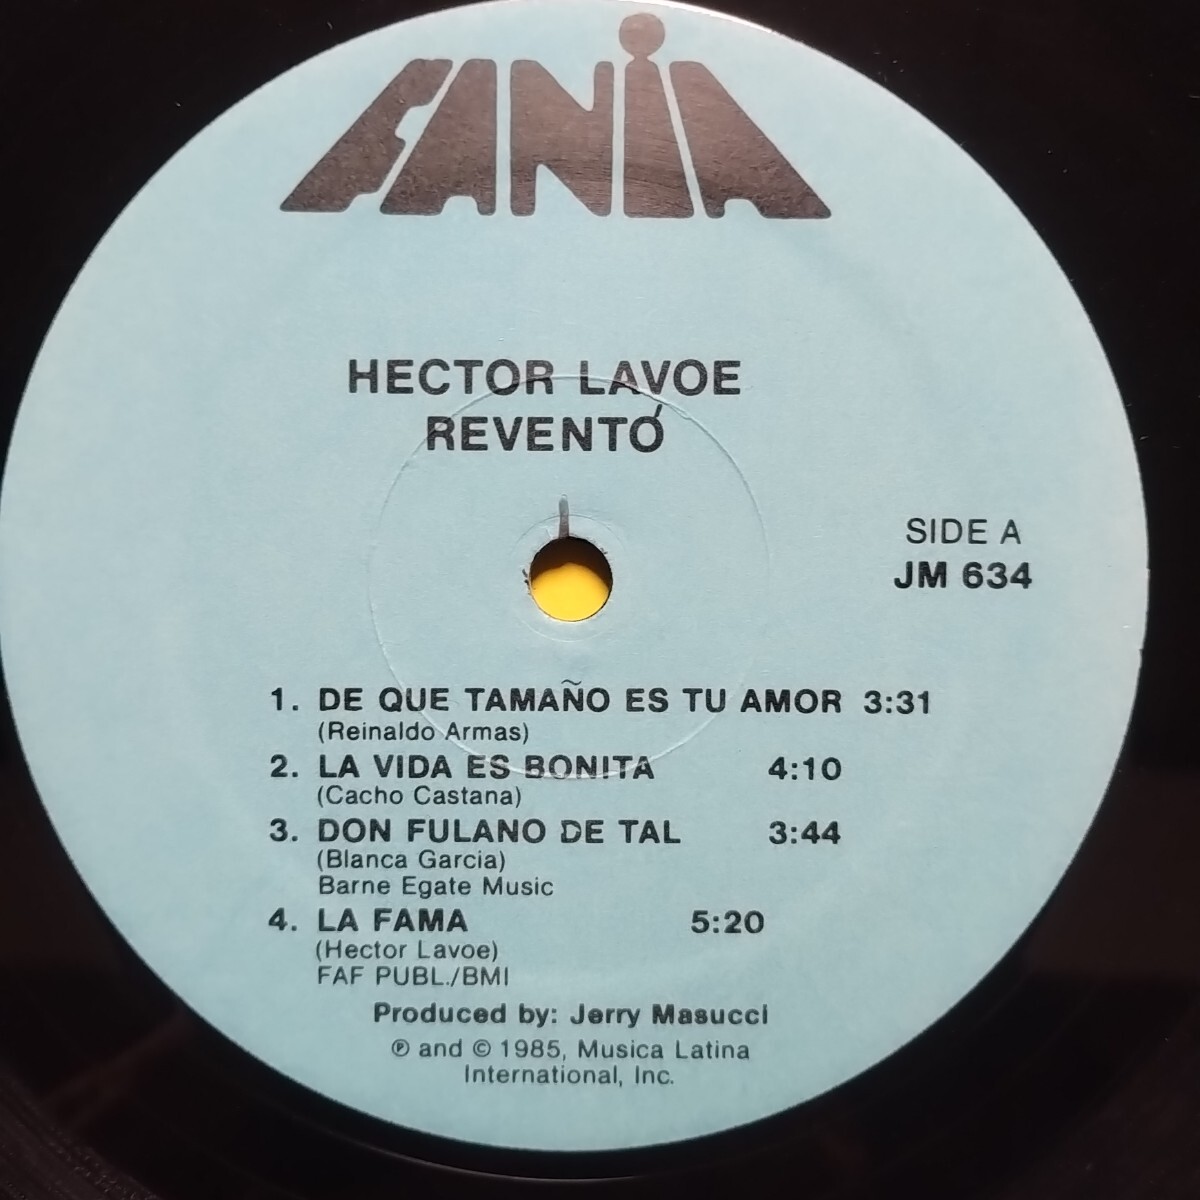 FANIA
HECTOR LAVOE
REVENTÓ
SIDE A
JM 634
1. DE QUE TAMAÑO ES TU AMOR 3:31
(Reinaldo Armas)
2. LA VIDA ES BONITA 4:10
(Cacho Castana)
3. DON FULANO DE TAL 3:44
(Blanca Garcia)
Barne Egate Music
4. LA FAMA 5:20
(Hector Lavoe)
FAF PUBL./BMI
Produced by: Jerry Masucci
℗ and © 1985, Musica Latina
International, Inc.